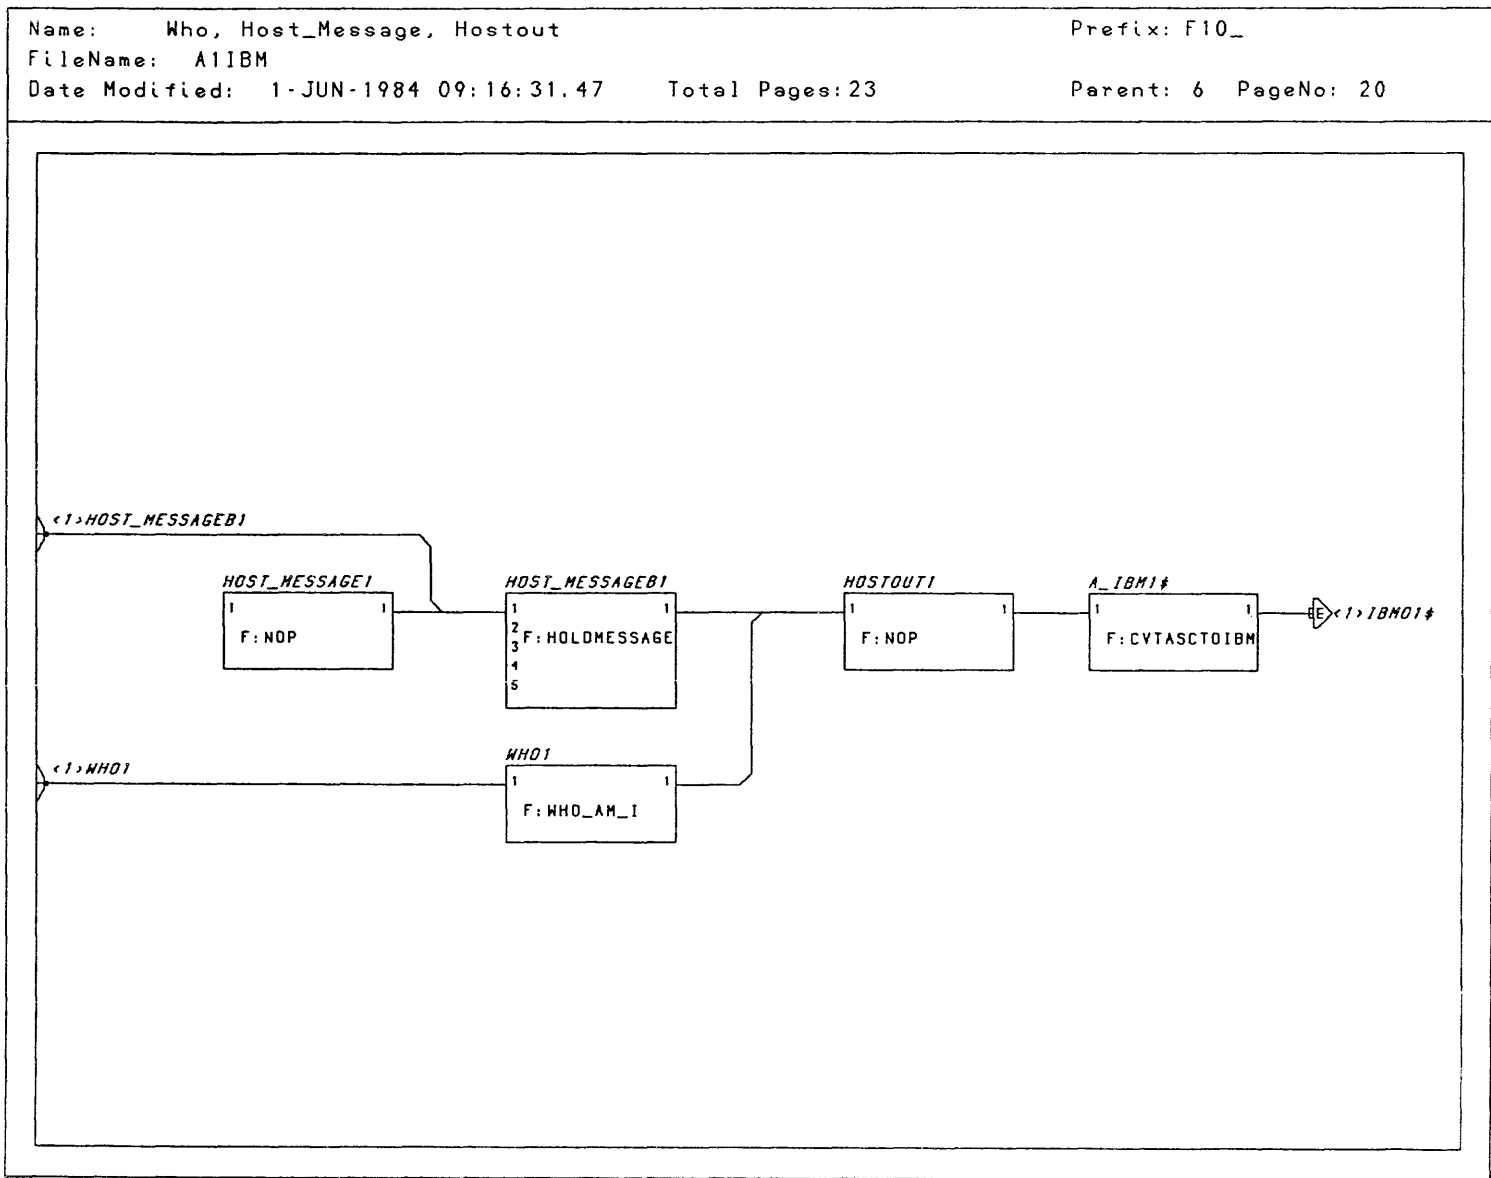 Name: Who, Host_Message, Hostout Prefix: F10_
FileName: A1IBM
Date Modified: 1-JUN-1984 09:16:31.47 Total Pages:23 Parent: 6 PageNo: 20
<1>HOST_MESSAGEB1
HOST_MESSAGE1 HOST_MESSAGEB1 HOSTOUT1 A_IBM1$
1 1 1 1 1 1 1 1 E <1>IBMO1$
2
F:NOP F:HOLDMESSAGE F:NOP F:CVTASCTOIBM
3
4
5
WHO1
<1>WHO1
1 1
F:WHO_AM_I